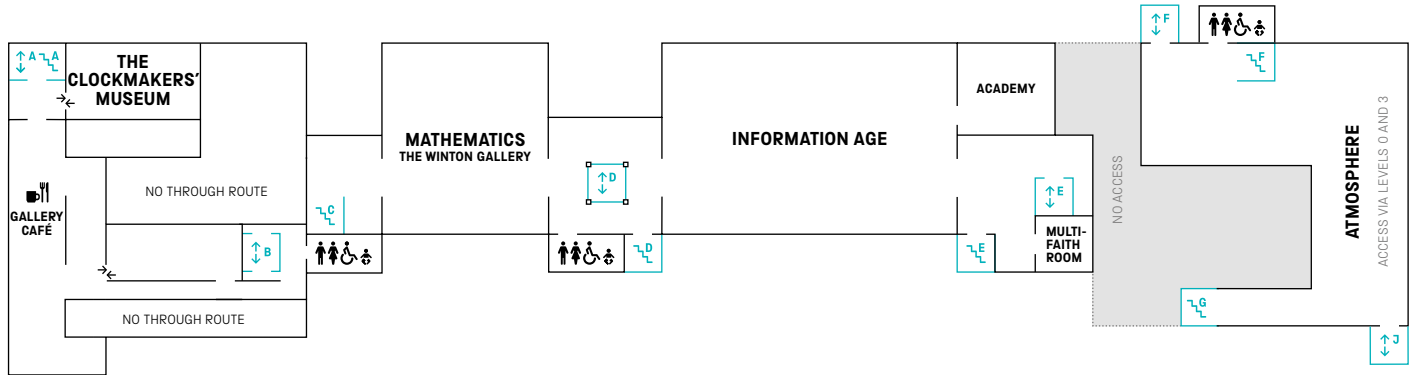 A A
THE
CLOCKMAKERS’
MUSEUM
NO THROUGH ROUTE
GALLERY
CAFÉ
B
NO THROUGH ROUTE
C
MATHEMATICS
THE WINTON GALLERY
D
D
INFORMATION AGE
ACADEMY
E
E
MULTI-
FAITH
ROOM
NO ACCESS
F
F
G
ATMOSPHERE
ACCESS VIA LEVELS 0 AND 3
J